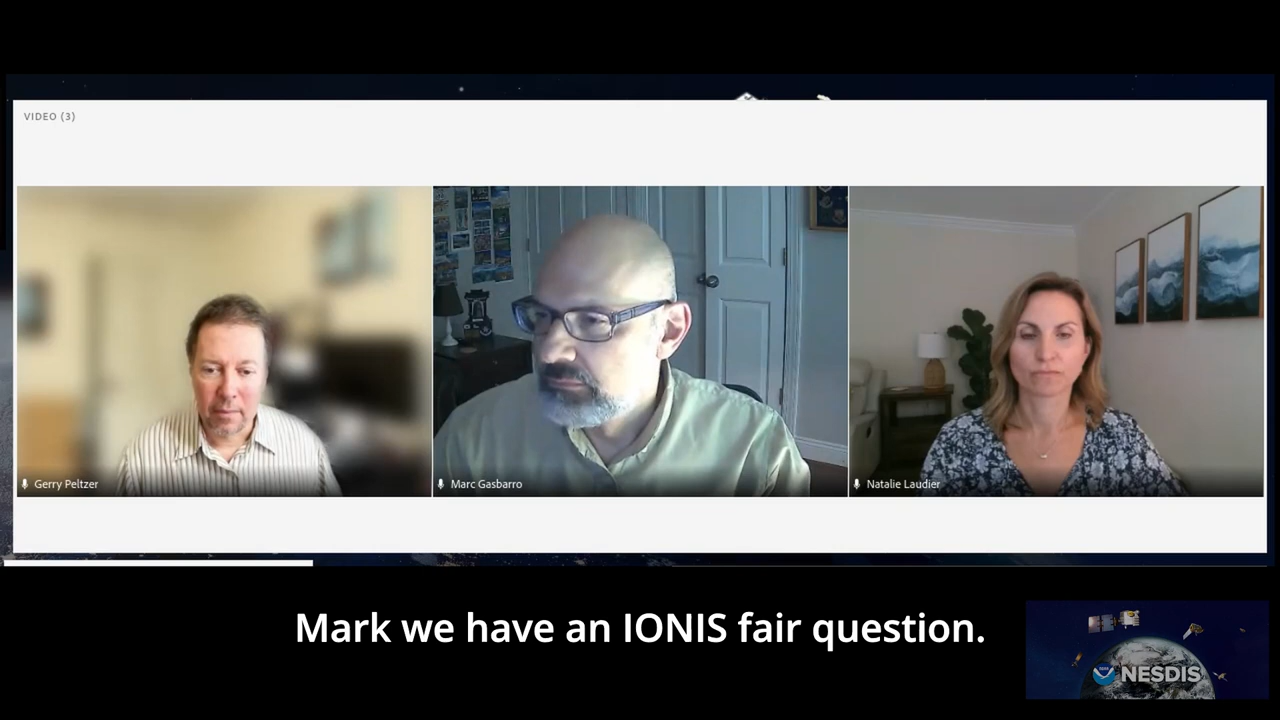 VIDEO (3)
Gerry Peltzer
Marc Gasbarro
Natalie Laudier
Mark we have an IONIS fair question.
NESDIS